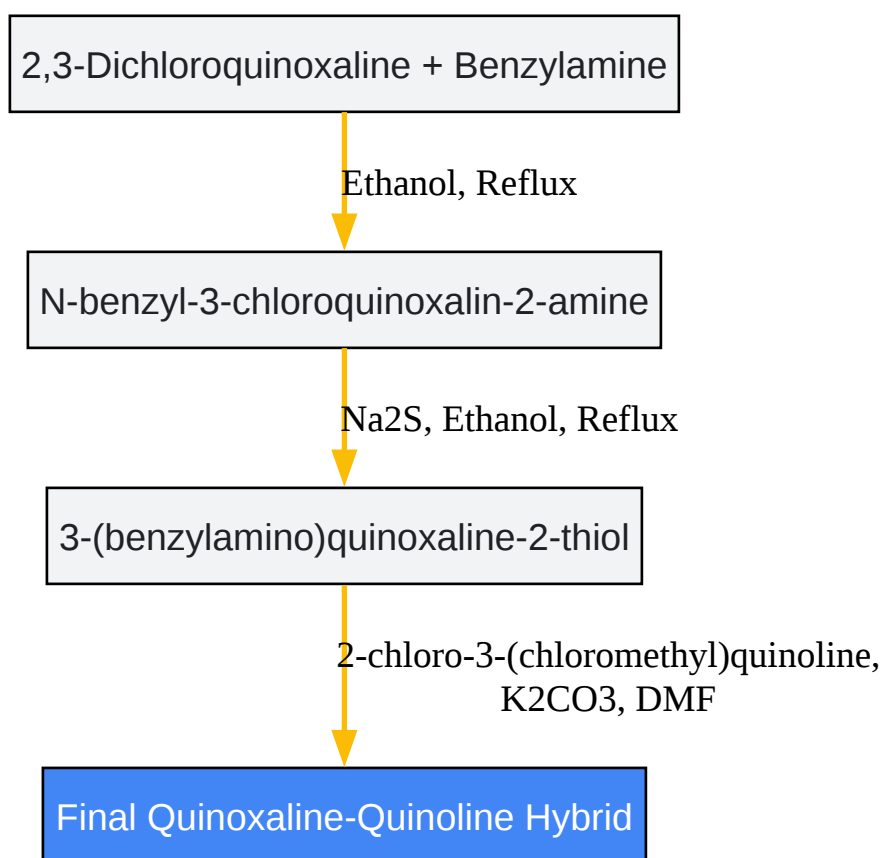 2,3-Dichloroquinoxaline + Benzylamine
Ethanol, Reflux
N-benzyl-3-chloroquinoxalin-2-amine
Na2S, Ethanol, Reflux
3-(benzylamino)quinoxaline-2-thiol
2-chloro-3-(chloromethyl)quinoline,
K2CO3, DMF
Final Quinoxaline-Quinoline Hybrid